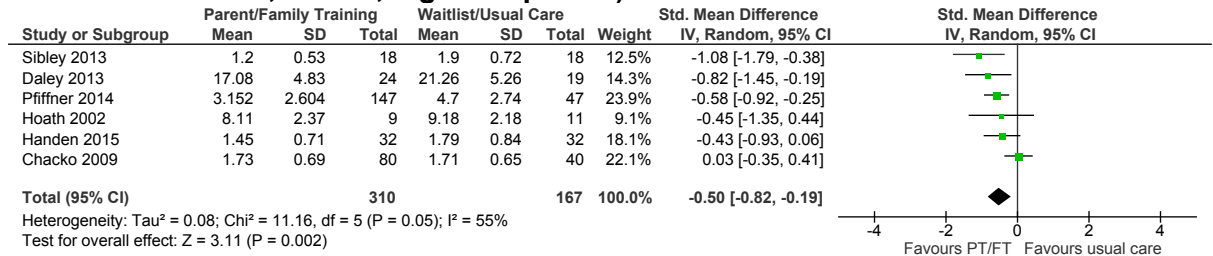 Parent/Family Training Waitlist/Usual Care Std. Mean Difference Std. Mean Difference
Study or Subgroup Mean SD Total Mean SD Total Weight IV, Random, 95% CI IV, Random, 95% CI
Sibley 2013 1.2 0.53 18 1.9 0.72 18 12.5% -1.08 [-1.79, -0.38]
Daley 2013 17.08 4.83 24 21.26 5.26 19 14.3% -0.82 [-1.45, -0.19]
Pfiffner 2014 3.152 2.604 147 4.7 2.74 47 23.9% -0.58 [-0.92, -0.25]
Hoath 2002 8.11 2.37 9 9.18 2.18 11 9.1% -0.45 [-1.35, 0.44]
Handen 2015 1.45 0.71 32 1.79 0.84 32 18.1% -0.43 [-0.93, 0.06]
Chacko 2009 1.73 0.69 80 1.71 0.65 40 22.1% 0.03 [-0.35, 0.41]
Total (95% CI) 310 167 100.0% -0.50 [-0.82, -0.19]
Heterogeneity: Tau² = 0.08; Chi² = 11.16, df = 5 (P = 0.05); I² = 55%
Test for overall effect: Z = 3.11 (P = 0.002)
-4 -2 0 2 4
Favours PT/FT Favours usual care